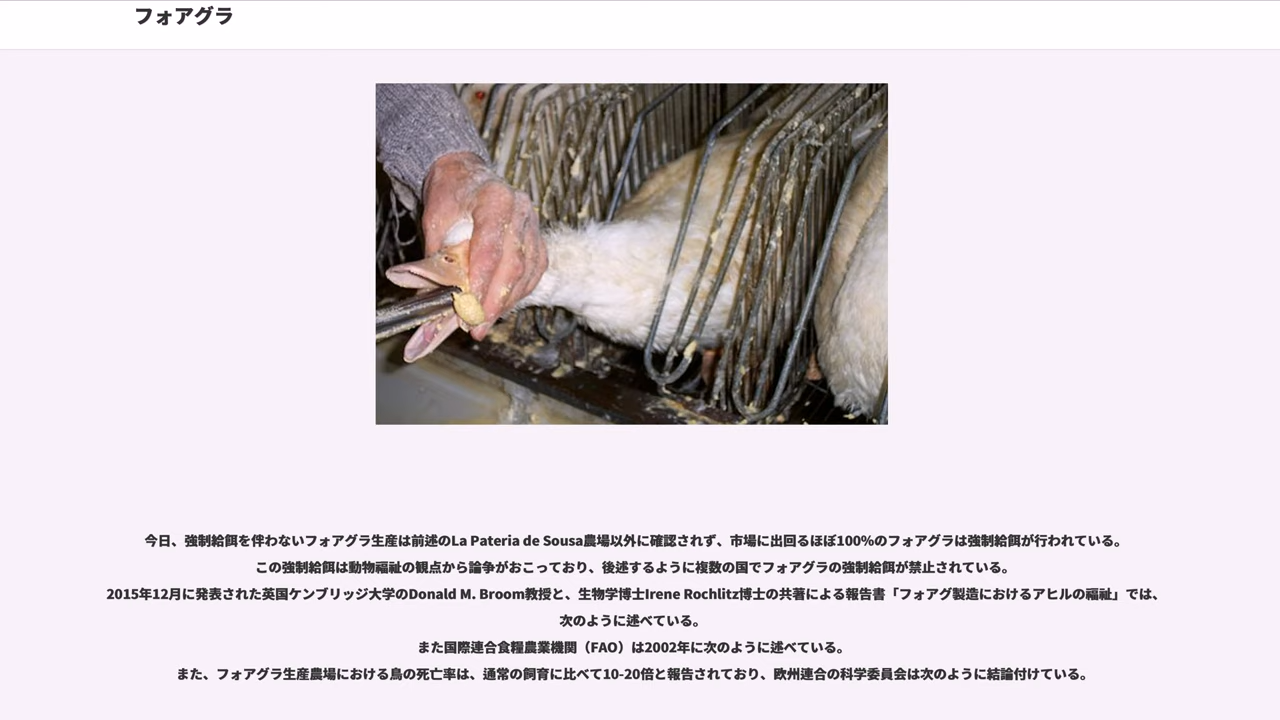 フォアグラ
今日、強制給餌を伴わないフォアグラ生産は前述のLa Pateria de Sousa農場以外に確認されず、市場に出回るほぼ100%のフォアグラは強制給餌が行われている。
この強制給餌は動物福祉の観点から論争がおこっており、後述するように複数の国でフォアグラの強制給餌が禁止されている。
2015年12月に発表された英国ケンブリッジ大学のDonald M. Broom教授と、生物学博士Irene Rochlitz博士の共著による報告書「フォアグ製造におけるアヒルの福祉」では、
次のように述べている。
また国際連合食糧農業機関（FAO）は2002年に次のように述べている。
また、フォアグラ生産農場における鳥の死亡率は、通常の飼育に比べて10-20倍と報告されており、欧州連合の科学委員会は次のように結論付けている。